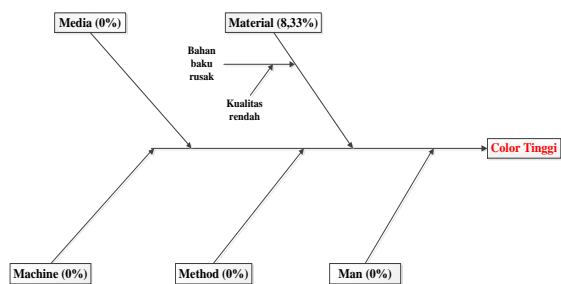 Media (0%)
Material (8,33%)
Bahan
baku
rusak
Kualitas
rendah
Color Tinggi
Machine (0%)
Method (0%)
Man (0%)